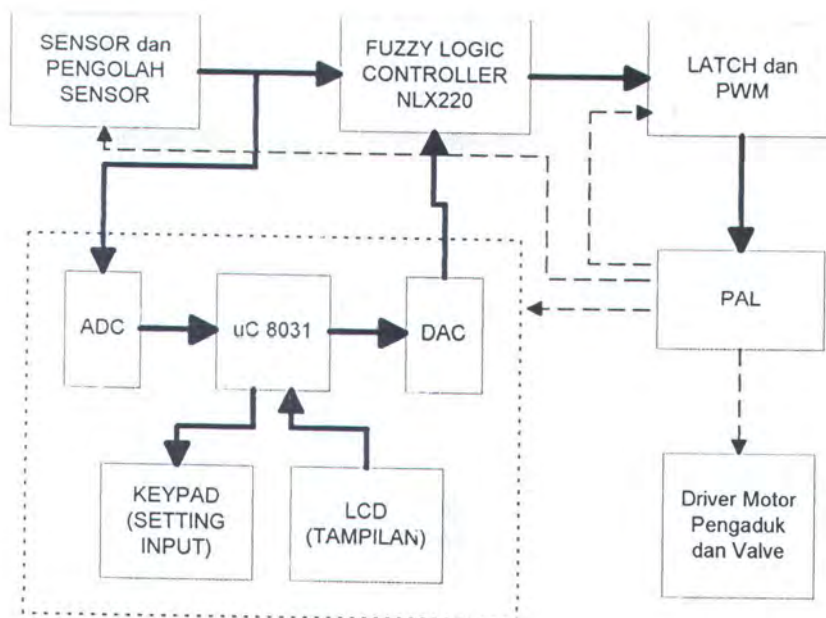 SENSOR dan
PENGOLAH
SENSOR
FUZZY LOGIC
CONTROLLER
NLX220
LATCH dan
PWM
ADC
uC 8031
DAC
PAL
KEYPAD
(SETTING
INPUT)
LCD
(TAMPILAN)
Driver Motor
Pengaduk
dan Valve